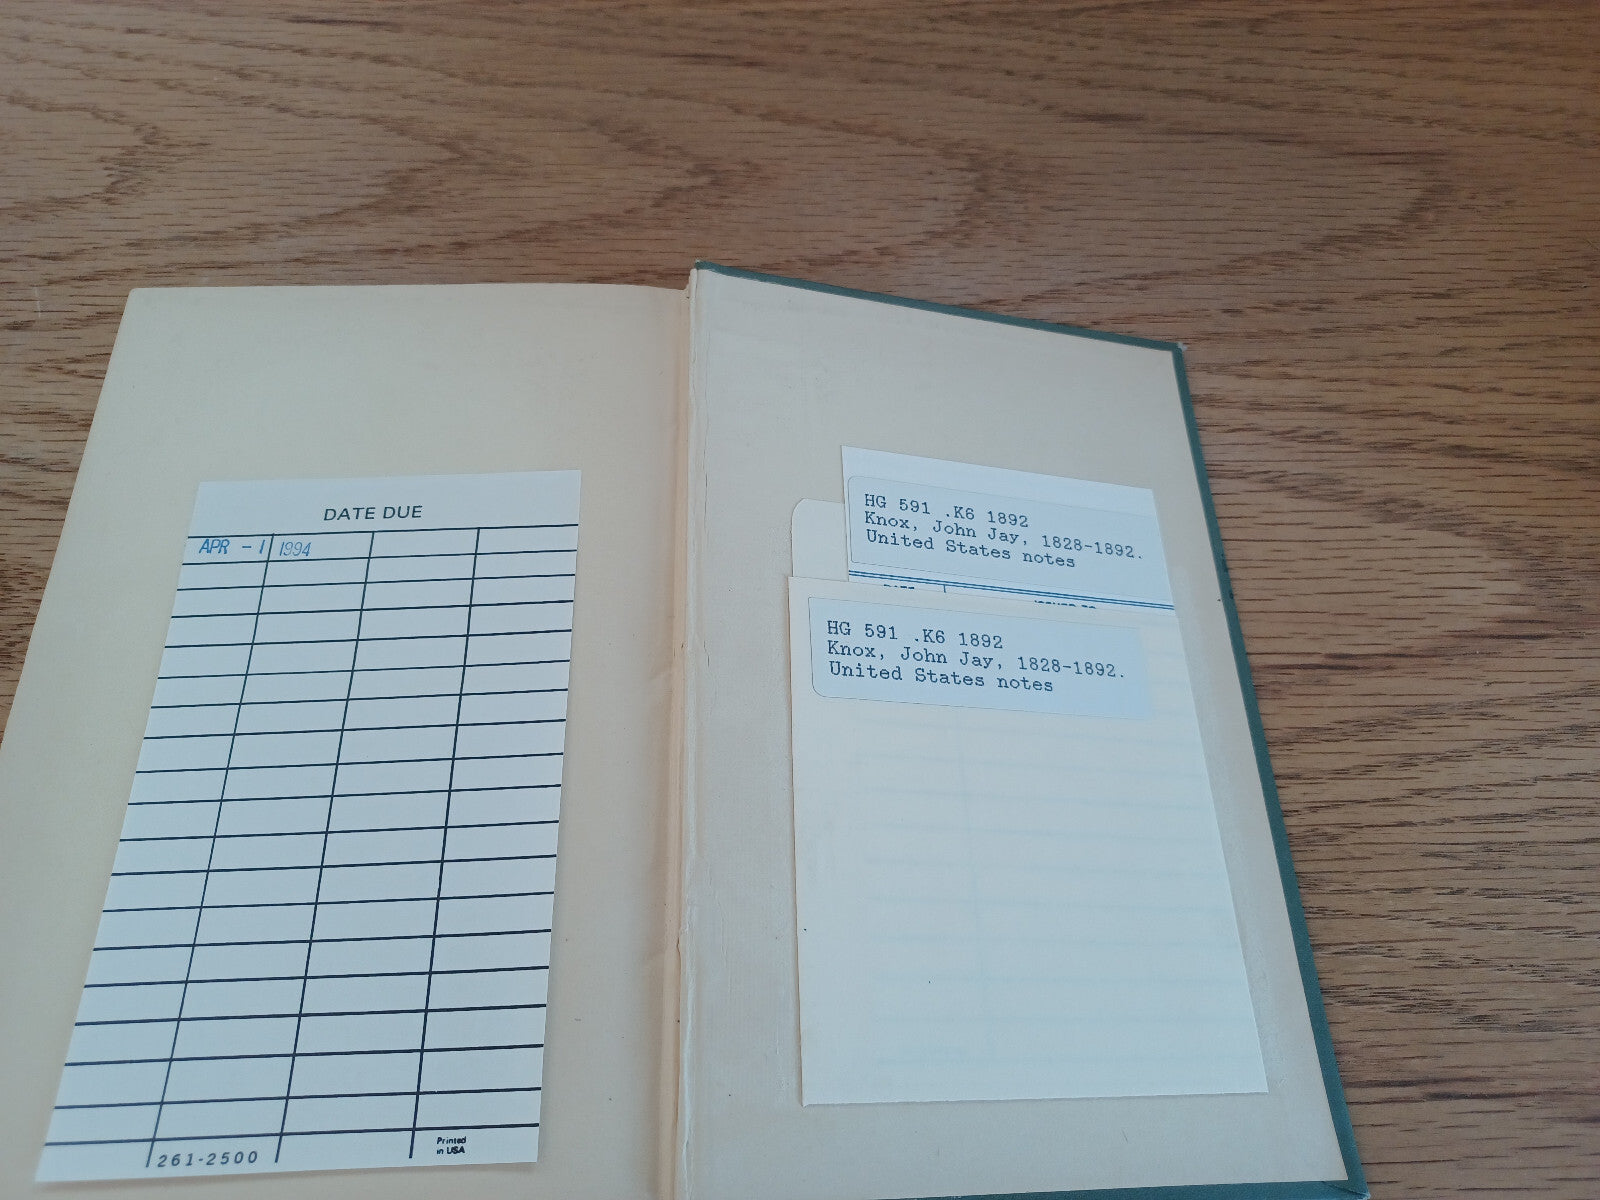 DATE DUE
APR - 1 1994
261-2500
Printed
in USA
HG 591 .K6 1892
Knox, John Jay, 1828-1892.
United States notes
HG 591 .K6 1892
Knox, John Jay, 1828-1892.
United States notes